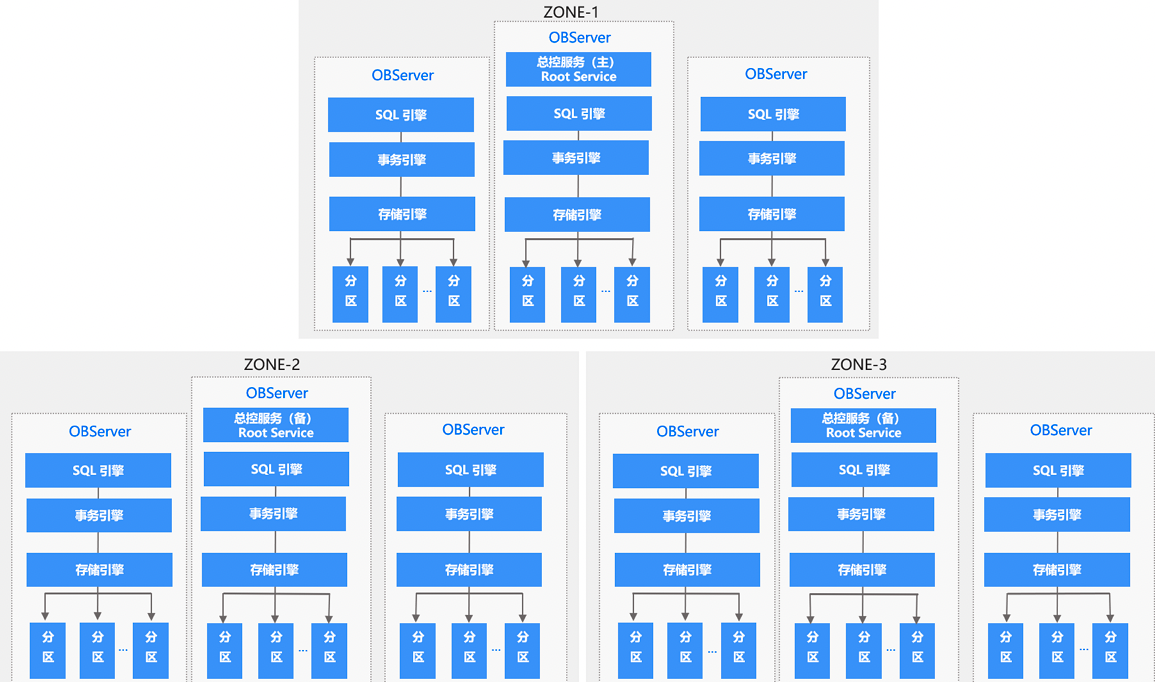 ZONE-1
OBServer
总控服务（主）
Root Service
SQL 引擎
事务引擎
存储引擎
分
区
分
区
...
分
区
OBServer
SQL 引擎
事务引擎
存储引擎
分
区
分
区
...
分
区
OBServer
SQL 引擎
事务引擎
存储引擎
分
区
分
区
...
分
区
ZONE-2
OBServer
SQL 引擎
事务引擎
存储引擎
分
区
分
区
...
分
区
OBServer
总控服务（备）
Root Service
SQL 引擎
事务引擎
存储引擎
分
区
分
区
...
分
区
OBServer
SQL 引擎
事务引擎
存储引擎
分
区
分
区
...
分
区
ZONE-3
OBServer
SQL 引擎
事务引擎
存储引擎
分
区
分
区
...
分
区
OBServer
总控服务（备）
Root Service
SQL 引擎
事务引擎
存储引擎
分
区
分
区
...
分
区
OBServer
SQL 引擎
事务引擎
存储引擎
分
区
分
区
...
分
区